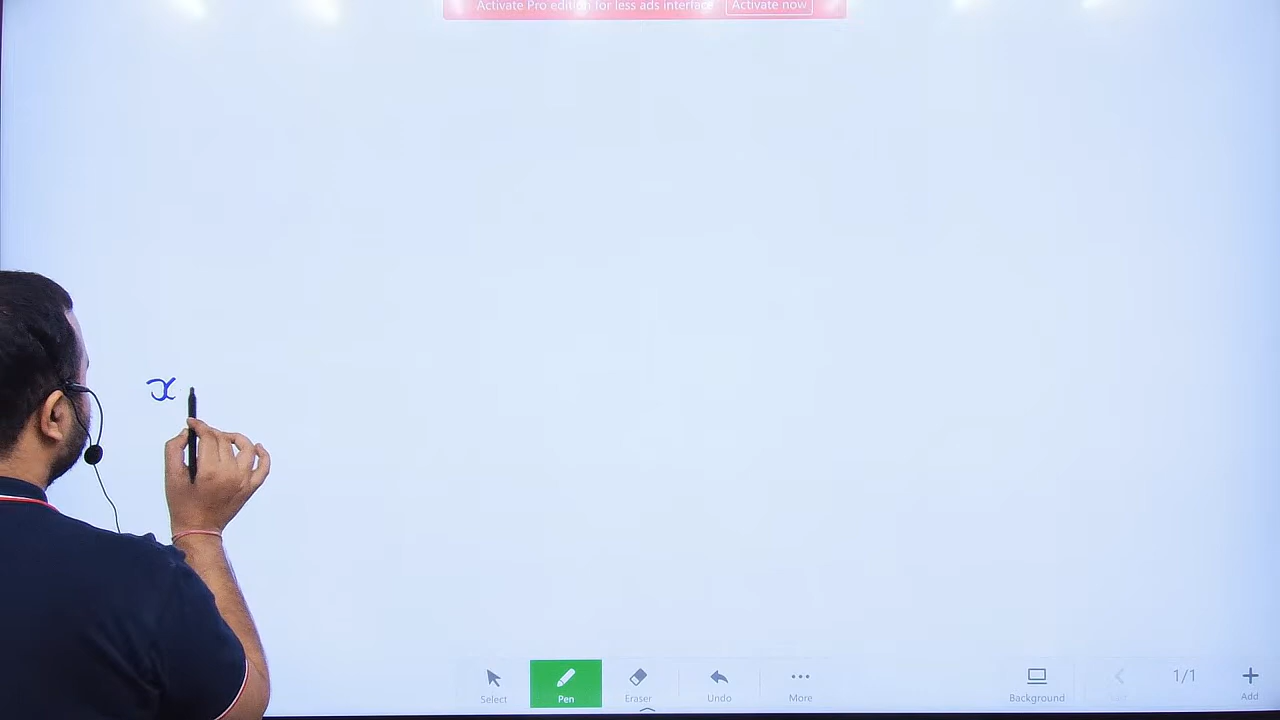 Activate Pro edition for less ads interface Activate now
x
Select Pen Eraser Undo More Background 1/1 Add